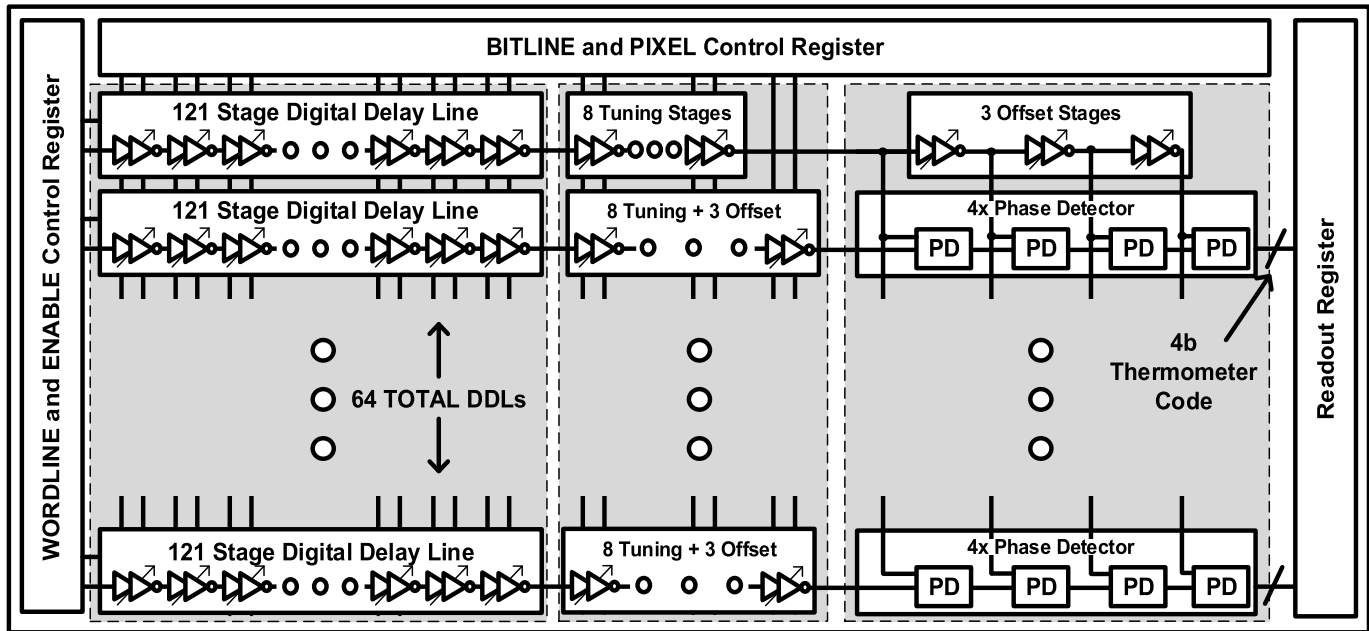 BITLINE and PIXEL Control Register
WORDLINE and ENABLE Control Register
121 Stage Digital Delay Line
8 Tuning Stages
3 Offset Stages
121 Stage Digital Delay Line
8 Tuning + 3 Offset
4x Phase Detector
PD PD PD PD
64 TOTAL DDLs
4b
Thermometer
Code
121 Stage Digital Delay Line
8 Tuning + 3 Offset
4x Phase Detector
PD PD PD PD
Readout Register